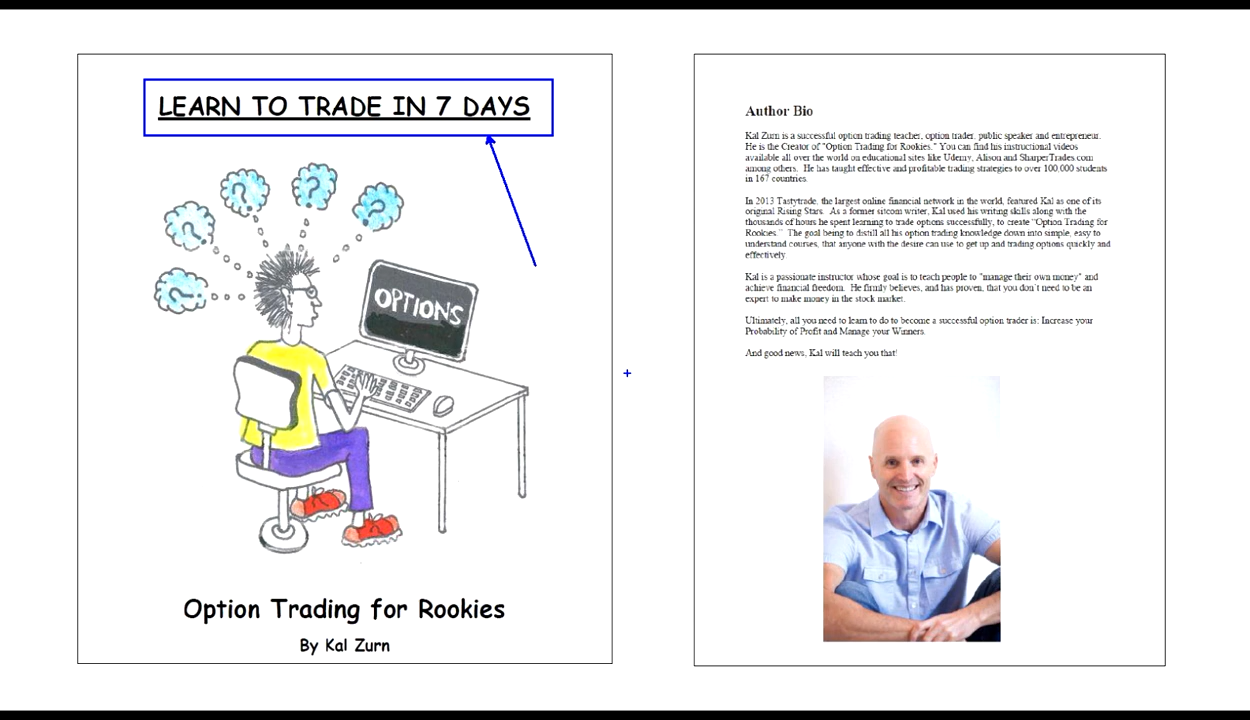 LEARN TO TRADE IN 7 DAYS
OPTIONS
Option Trading for Rookies
By Kal Zurn
Author Bio
Kal Zurn is a successful option trading teacher, option trader, public speaker and entrepreneur.
He is the Creator of "Option Trading for Rookies." You can find his instructional videos
available all over the world on educational sites like Udemy, Alison and SharperTrades.com
among others. He has taught effective and profitable trading strategies to over 100,000 students
in 167 countries.
In 2013 Tastytrade, the largest online financial network in the world, featured Kal as one of its
original Rising Stars. As a former sitcom writer, Kal used his writing skills along with the
thousands of hours he spent learning to trade options successfully, to create "Option Trading for
Rookies." The goal being to distill all his option trading knowledge down into simple, easy to
understand courses, that anyone with the desire can use to get up and trading options quickly and
effectively.
Kal is a passionate instructor whose goal is to teach people to "manage their own money" and
achieve financial freedom. He firmly believes, and has proven, that you don't need to be an
expert to make money in the stock market.
Ultimately, all you need to learn to do to become a successful option trader is: Increase your
Probability of Profit and Manage your Winners.
And good news, Kal will teach you that!